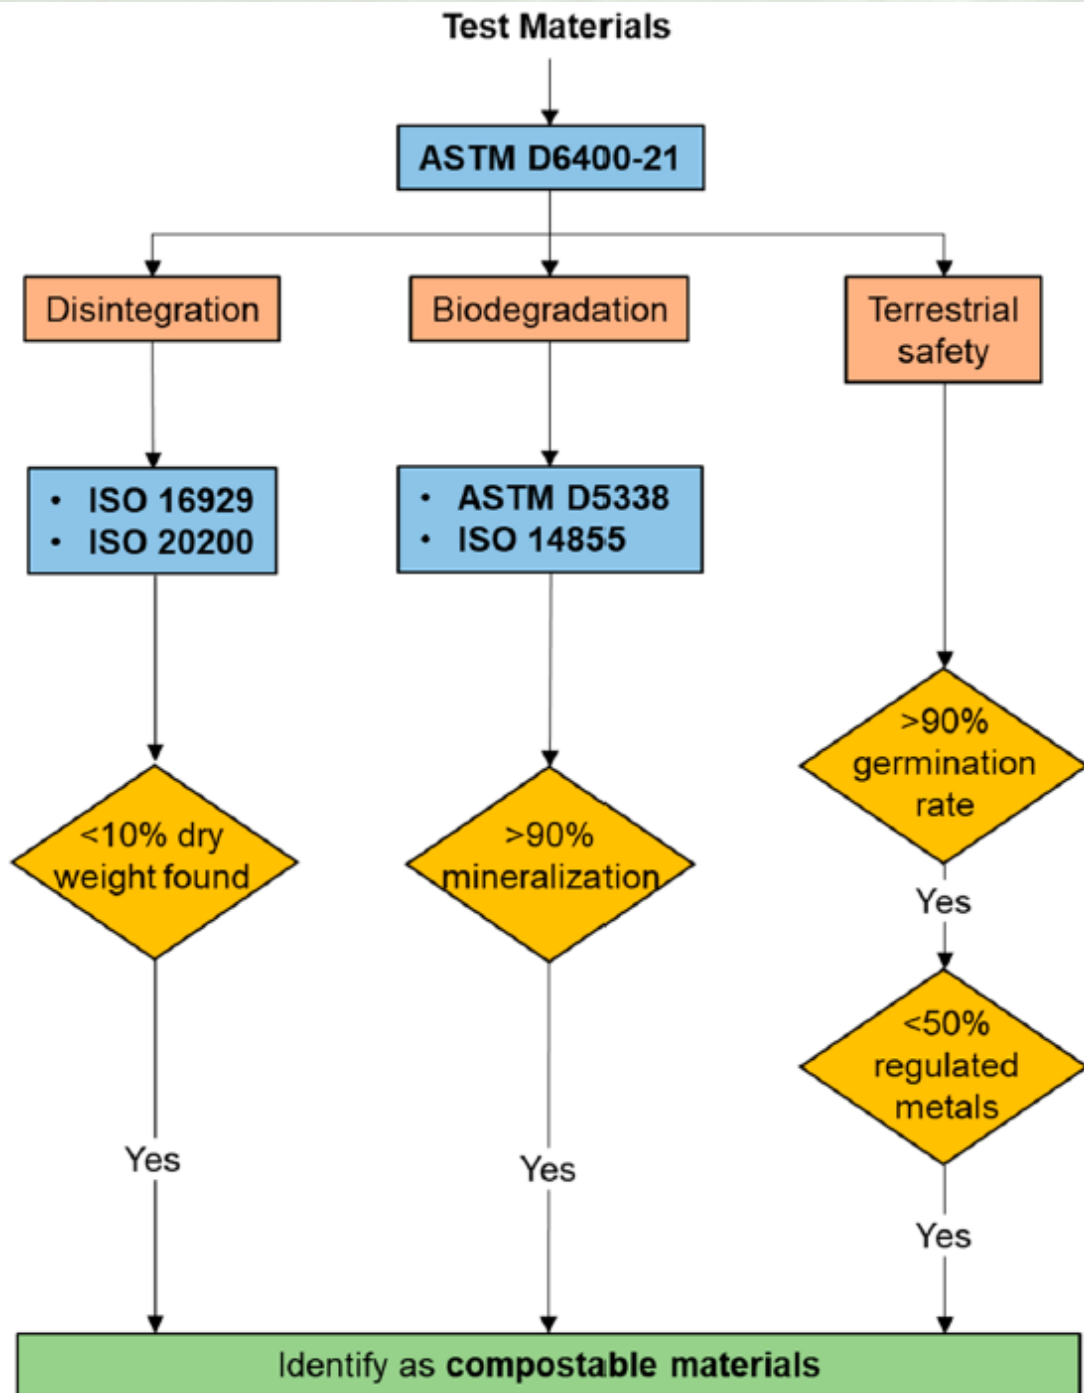 Test Materials
ASTM D6400-21
Disintegration
Biodegradation
Terrestrial
safety
• ISO 16929
• ISO 20200
• ASTM D5338
• ISO 14855
>90%
germination
rate
<10% dry
weight found
>90%
mineralization
Yes
<50%
regulated
metals
Yes
Yes
Yes
Identify as compostable materials